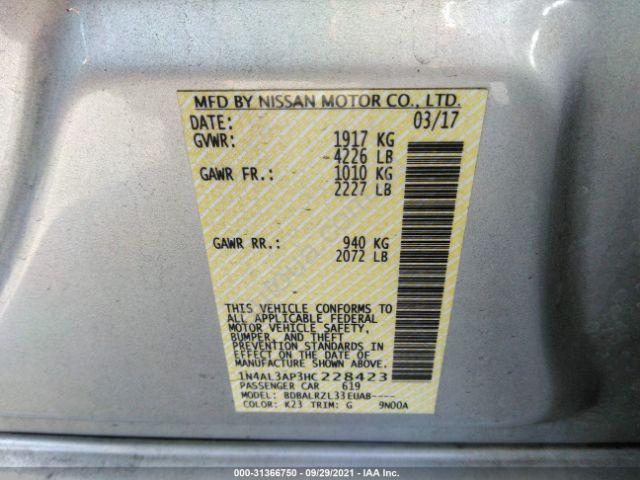 MFD BY NISSAN MOTOR CO., LTD.
DATE: 03/17
GVWR: 1917 KG
4226 LB
GAWR FR.: 1010 KG
2227 LB
GAWR RR.: 940 KG
2072 LB
THIS VEHICLE CONFORMS TO
ALL APPLICABLE FEDERAL
MOTOR VEHICLE SAFETY,
BUMPER, AND THEFT
PREVENTION STANDARDS IN
EFFECT ON THE DATE OF
MANUFACTURE SHOWN ABOVE.
1N4AL3AP3HC228423
PASSENGER CAR 619
MODEL: BDBALRZL33EUAB----
COLOR: K23 TRIM: G 9N00A
000-31366750 - 09/29/2021 - IAA Inc.